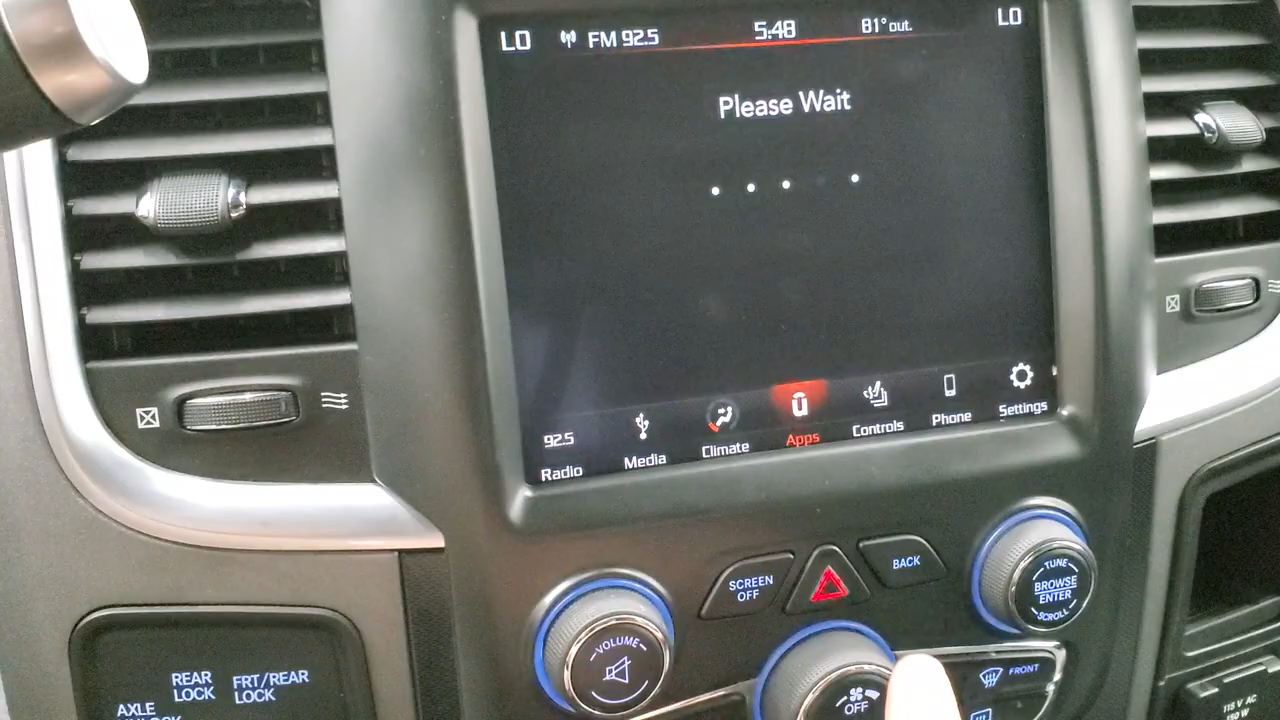 LO FM 92.5 5:48 81° out. LO
Please Wait
92.5
Radio Media Climate Apps Controls Phone Settings
SCREEN
OFF
BACK
TUNE
BROWSE
ENTER
SCROLL
VOLUME
OFF
FRONT
REAR
LOCK
FRT/REAR
LOCK
AXLE
115 V AC